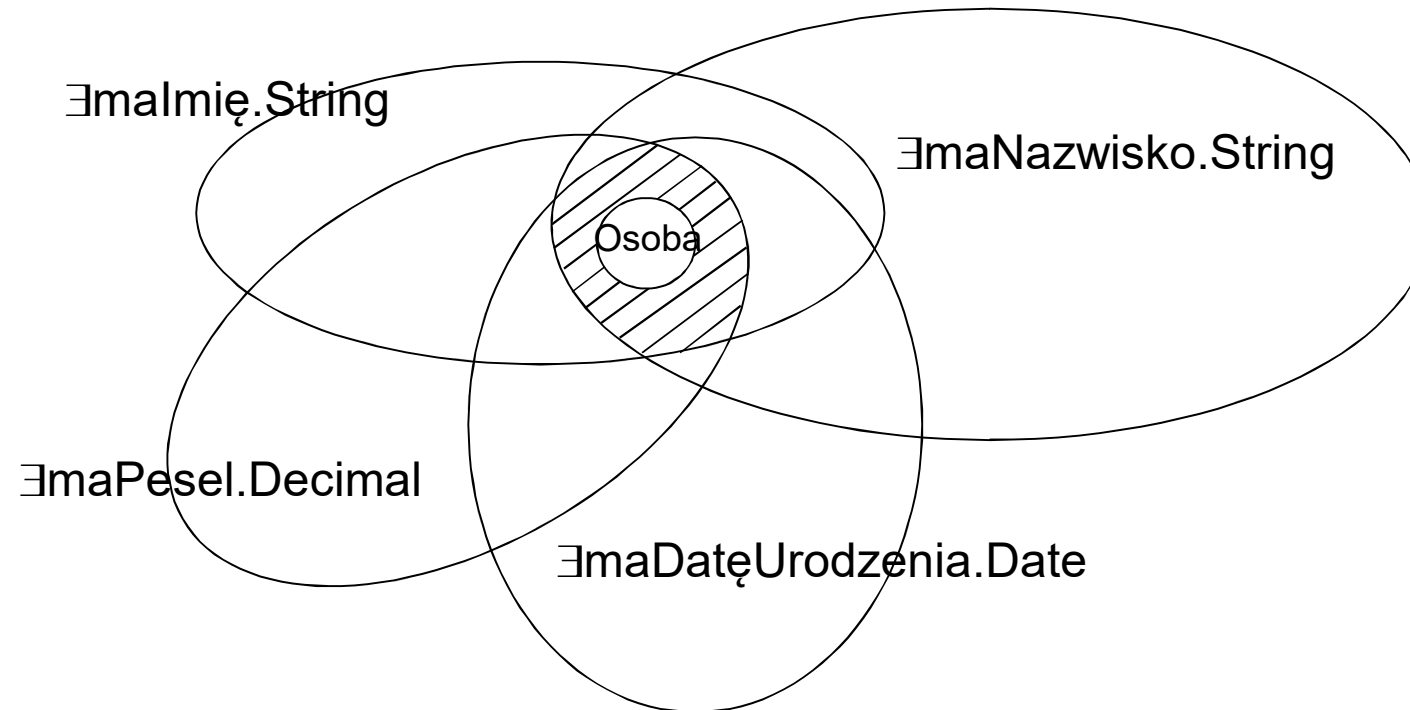 ∃maImię.String
∃maNazwisko.String
Osoba
∃maPesel.Decimal
∃maDatęUrodzenia.Date